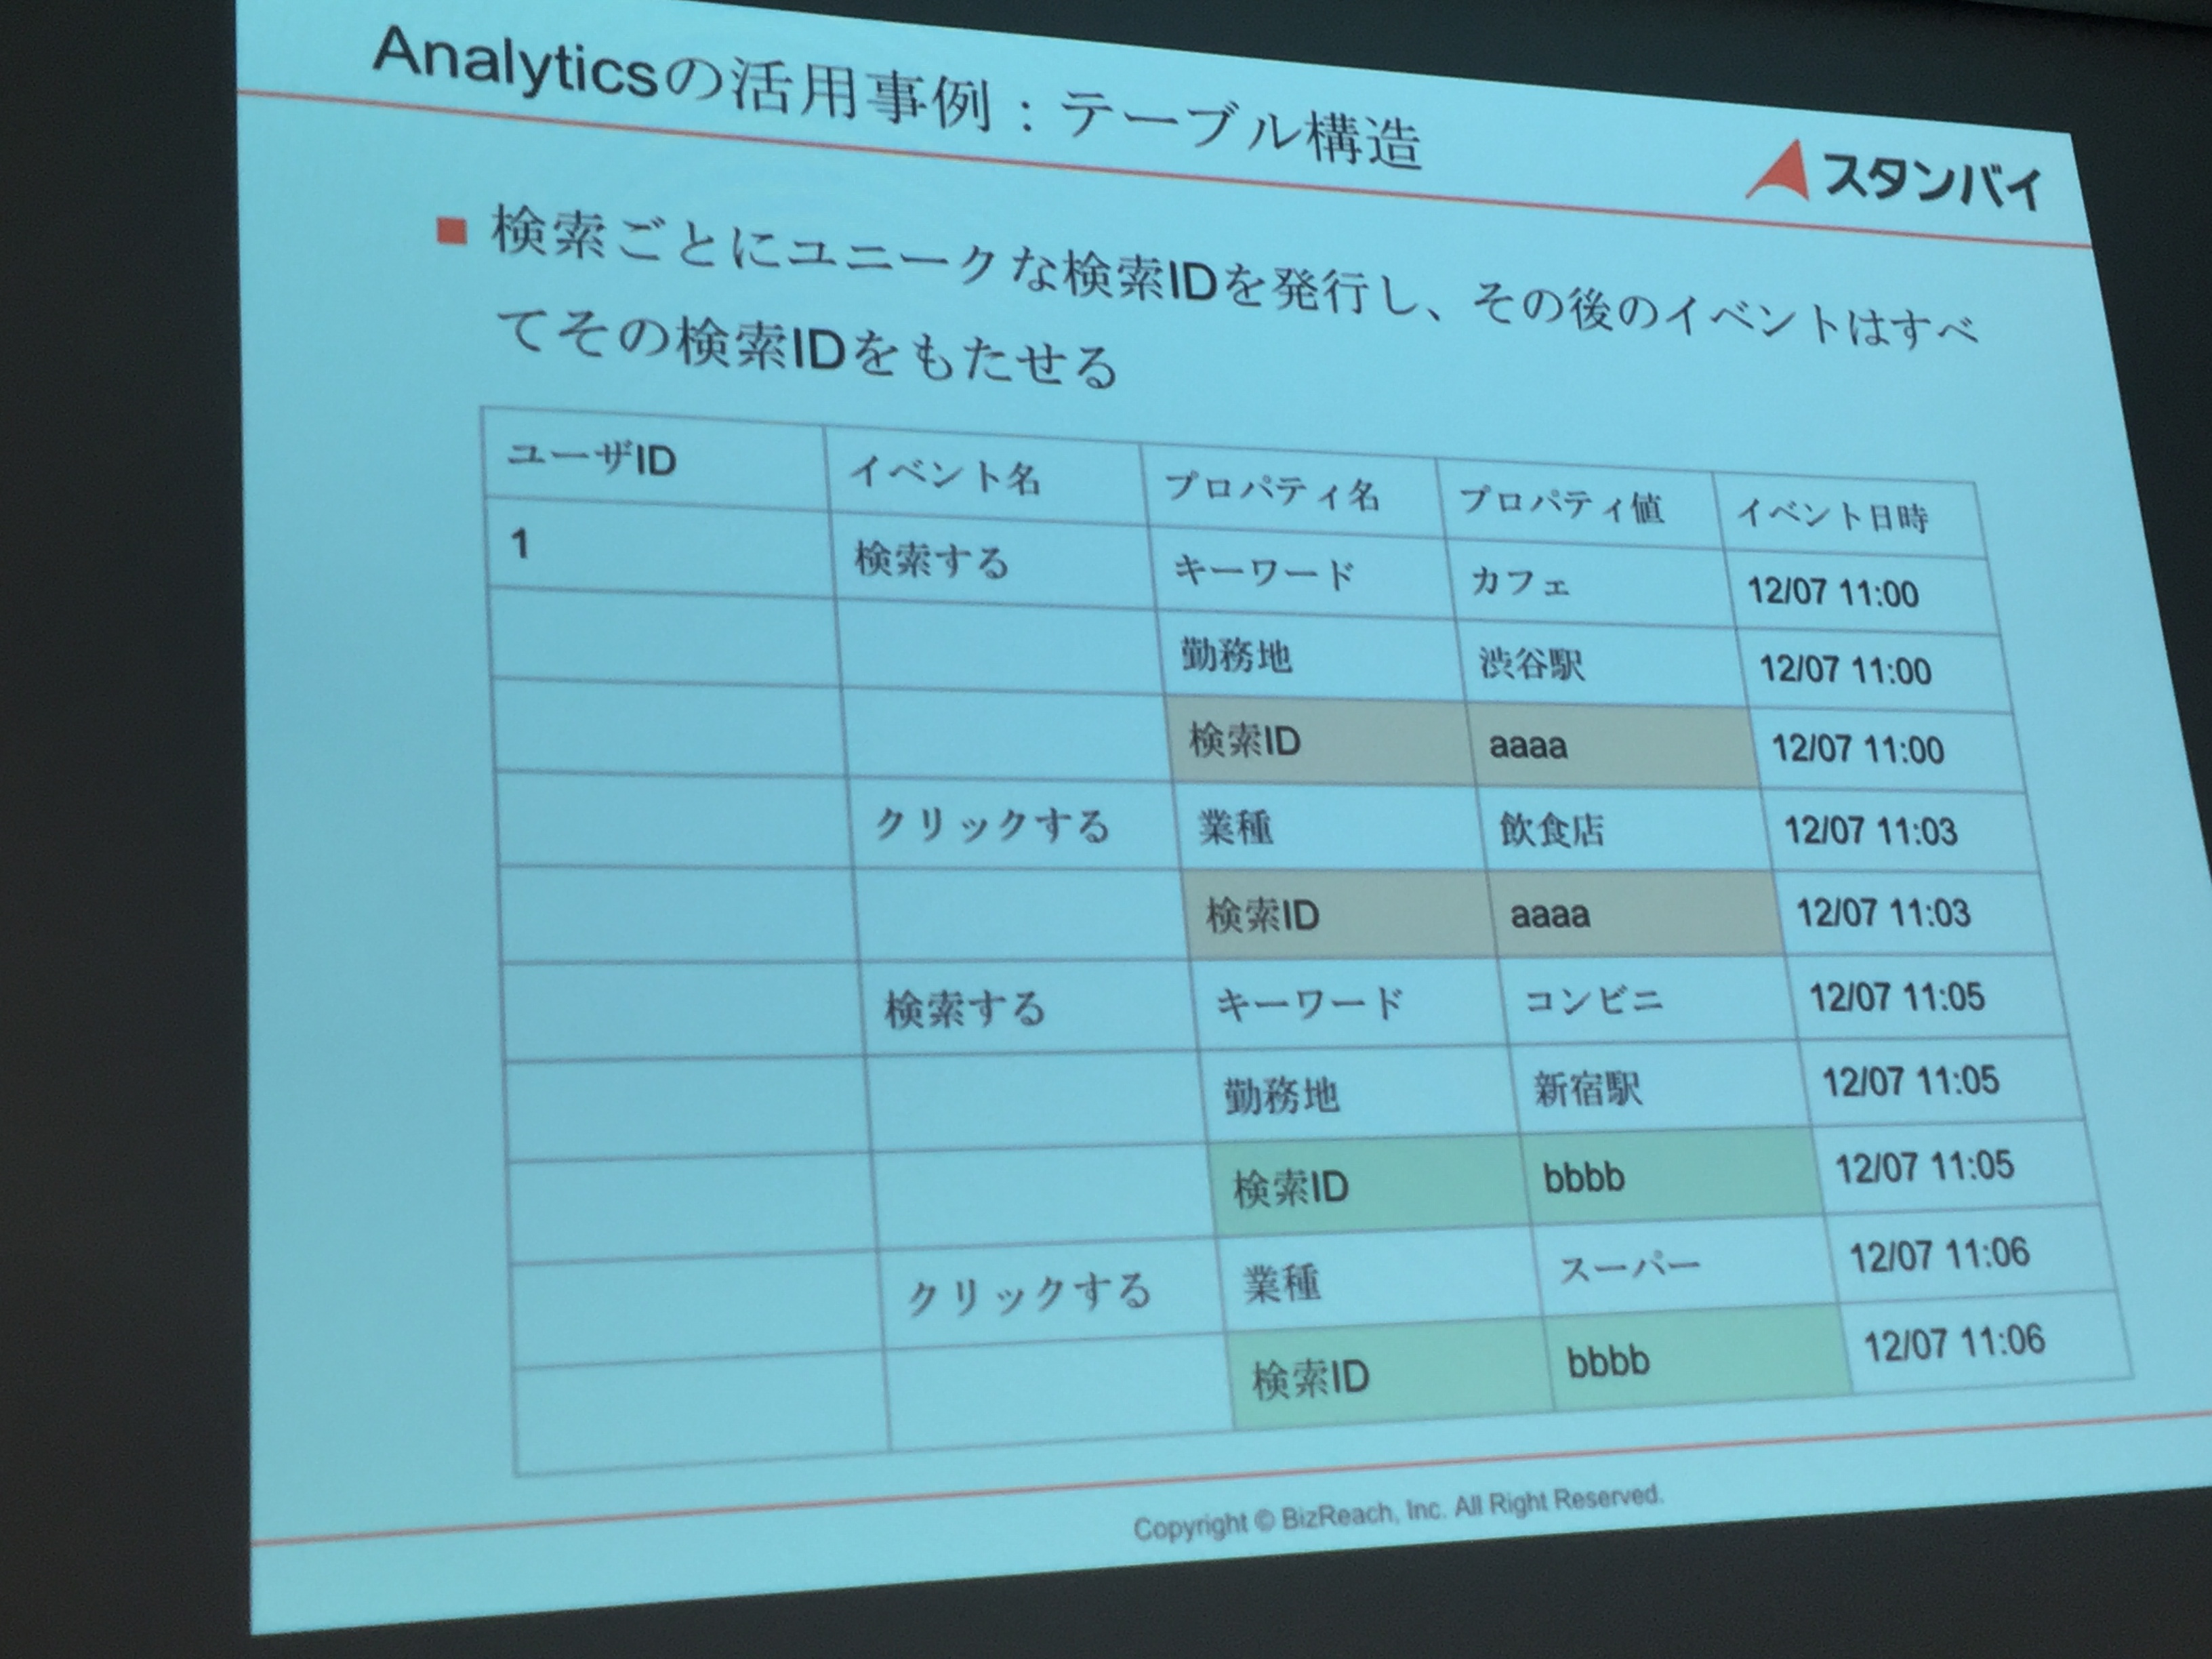 Analyticsの活用事例：テーブル構造
スタンバイ
検索ごとにユニークな検索IDを発行し、その後のイベントはすべ
てその検索IDをもたせる
ユーザID イベント名 プロパティ名 プロパティ値 イベント日時
1 検索する キーワード カフェ 12/07 11:00
勤務地 渋谷駅 12/07 11:00
検索ID aaaa 12/07 11:00
クリックする 業種 飲食店 12/07 11:03
検索ID aaaa 12/07 11:03
検索する キーワード コンビニ 12/07 11:05
勤務地 新宿駅 12/07 11:05
検索ID bbbb 12/07 11:05
クリックする 業種 スーパー 12/07 11:06
検索ID bbbb 12/07 11:06
Copyright © BizReach, Inc. All Right Reserved.